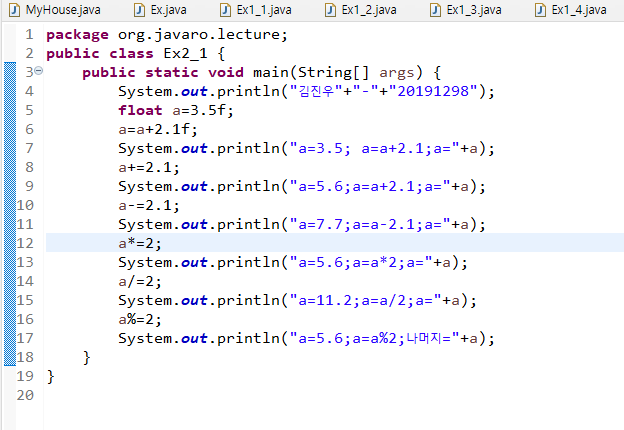 MyHouse.java Ex.java Ex1_1.java Ex1_2.java Ex1_3.java Ex1_4.java
1 package org.javaro.lecture;
2 public class Ex2_1 {
3 public static void main(String[] args) {
4 System.out.println("김진우"+"-"+"20191298");
5 float a=3.5f;
6 a=a+2.1f;
7 System.out.println("a=3.5; a=a+2.1;a="+a);
8 a+=2.1;
9 System.out.println("a=5.6;a=a+2.1;a="+a);
10 a-=2.1;
11 System.out.println("a=7.7;a=a-2.1;a="+a);
12 a*=2;
13 System.out.println("a=5.6;a=a*2;a="+a);
14 a/=2;
15 System.out.println("a=11.2;a=a/2;a="+a);
16 a%=2;
17 System.out.println("a=5.6;a=a%2;나머지="+a);
18 }
19 }
20